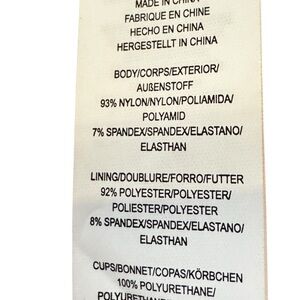 MADE IN CHINA
FABRIQUE EN CHINE
HECHO EN CHINA
HERGESTELLT IN CHINA
BODY/CORPS/EXTERIOR/
AUßENSTOFF
93% NYLON/NYLON/POLIAMIDA/
POLYAMID
7% SPANDEX/SPANDEX/ELASTANO/
ELASTHAN
LINING/DOUBLURE/FORRO/FUTTER
92% POLYESTER/POLYESTER/
POLIESTER/POLYESTER
8% SPANDEX/SPANDEX/ELASTANO/
ELASTHAN
CUPS/BONNET/COPAS/KÖRBCHEN
100% POLYURETHANE/